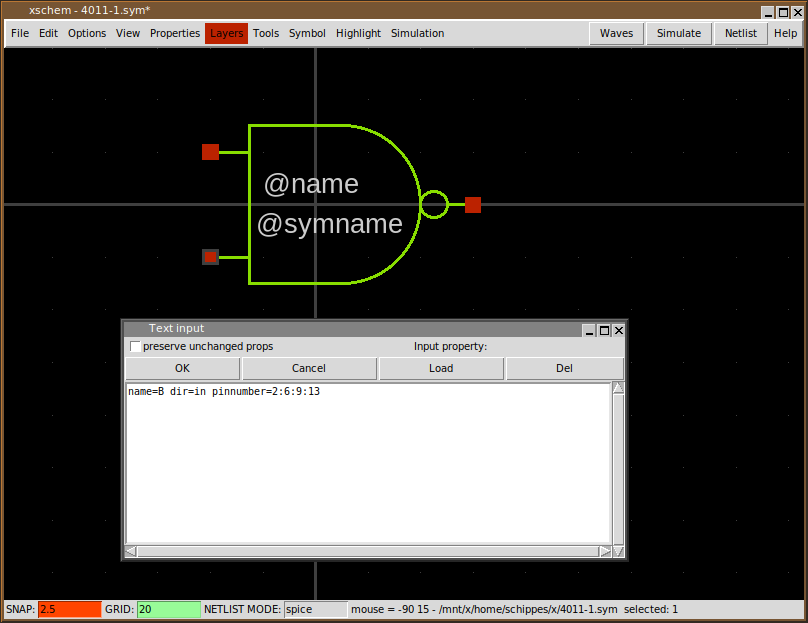 xschem - 4011-1.sym*
File Edit Options View Properties Layers Tools Symbol Highlight Simulation Waves Simulate Netlist Help
@name
@symname
Text input
preserve unchanged props Input property:
OK Cancel Load Del
name=B dir=in pinnumber=2:6:9:13
SNAP: 2.5 GRID: 20 NETLIST MODE: spice mouse = -90 15 - /mnt/x/home/schippes/x/4011-1.sym selected: 1